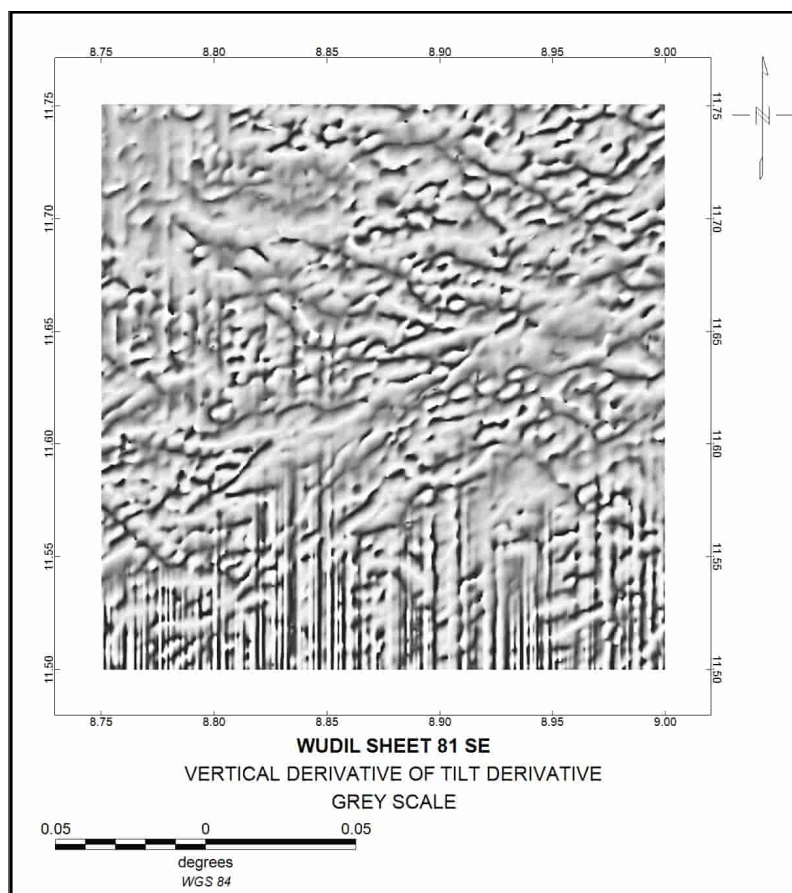 8.75 8.80 8.85 8.90 8.95 9.00
11.75 11.75
11.70 11.70
11.65 11.65
11.60 11.60
11.55 11.55
11.50 11.50
8.75 8.80 8.85 8.90 8.95 9.00
WUDIL SHEET 81 SE
VERTICAL DERIVATIVE OF TILT DERIVATIVE
GREY SCALE
0.05 0 0.05
degrees
WGS 84